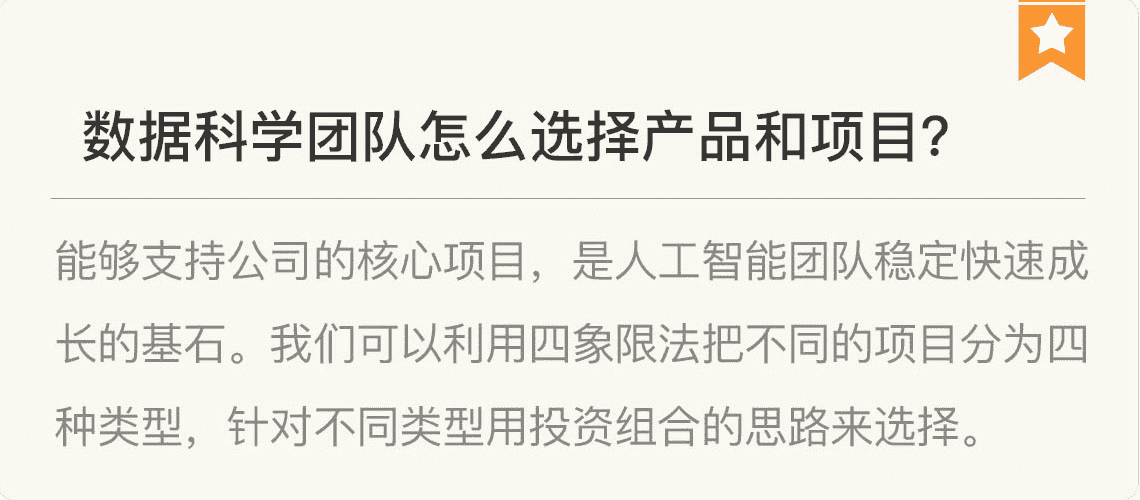 数据科学团队怎么选择产品和项目?
能够支持公司的核心项目，是人工智能团队稳定快速成
长的基石。我们可以利用四象限法把不同的项目分为四
种类型，针对不同类型用投资组合的思路来选择。